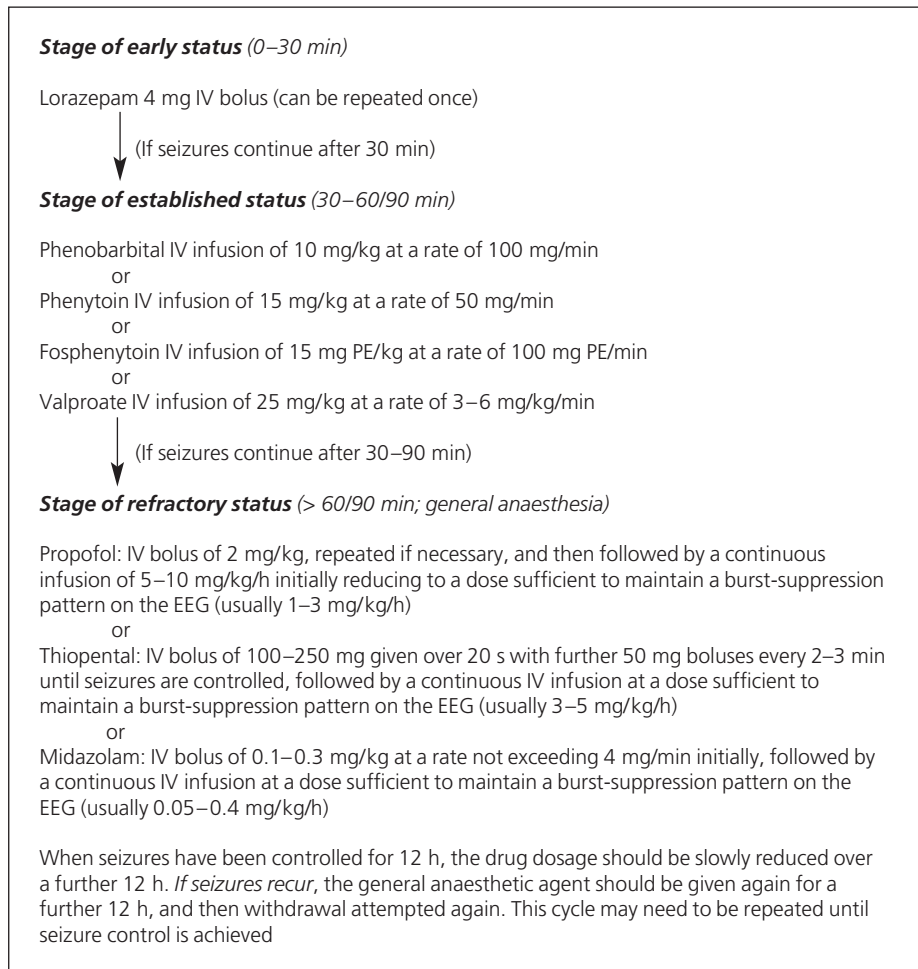 Stage of early status (0–30 min)
Lorazepam 4 mg IV bolus (can be repeated once)
(If seizures continue after 30 min)
Stage of established status (30–60/90 min)
Phenobarbital IV infusion of 10 mg/kg at a rate of 100 mg/min
or
Phenytoin IV infusion of 15 mg/kg at a rate of 50 mg/min
or
Fosphenytoin IV infusion of 15 mg PE/kg at a rate of 100 mg PE/min
or
Valproate IV infusion of 25 mg/kg at a rate of 3–6 mg/kg/min
(If seizures continue after 30–90 min)
Stage of refractory status (> 60/90 min; general anaesthesia)
Propofol: IV bolus of 2 mg/kg, repeated if necessary, and then followed by a continuous
infusion of 5–10 mg/kg/h initially reducing to a dose sufficient to maintain a burst-suppression
pattern on the EEG (usually 1–3 mg/kg/h)
or
Thiopental: IV bolus of 100–250 mg given over 20 s with further 50 mg boluses every 2–3 min
until seizures are controlled, followed by a continuous IV infusion at a dose sufficient to
maintain a burst-suppression pattern on the EEG (usually 3–5 mg/kg/h)
or
Midazolam: IV bolus of 0.1–0.3 mg/kg at a rate not exceeding 4 mg/min initially, followed by
a continuous IV infusion at a dose sufficient to maintain a burst-suppression pattern on the
EEG (usually 0.05–0.4 mg/kg/h)
When seizures have been controlled for 12 h, the drug dosage should be slowly reduced over
a further 12 h. If seizures recur, the general anaesthetic agent should be given again for a
further 12 h, and then withdrawal attempted again. This cycle may need to be repeated until
seizure control is achieved